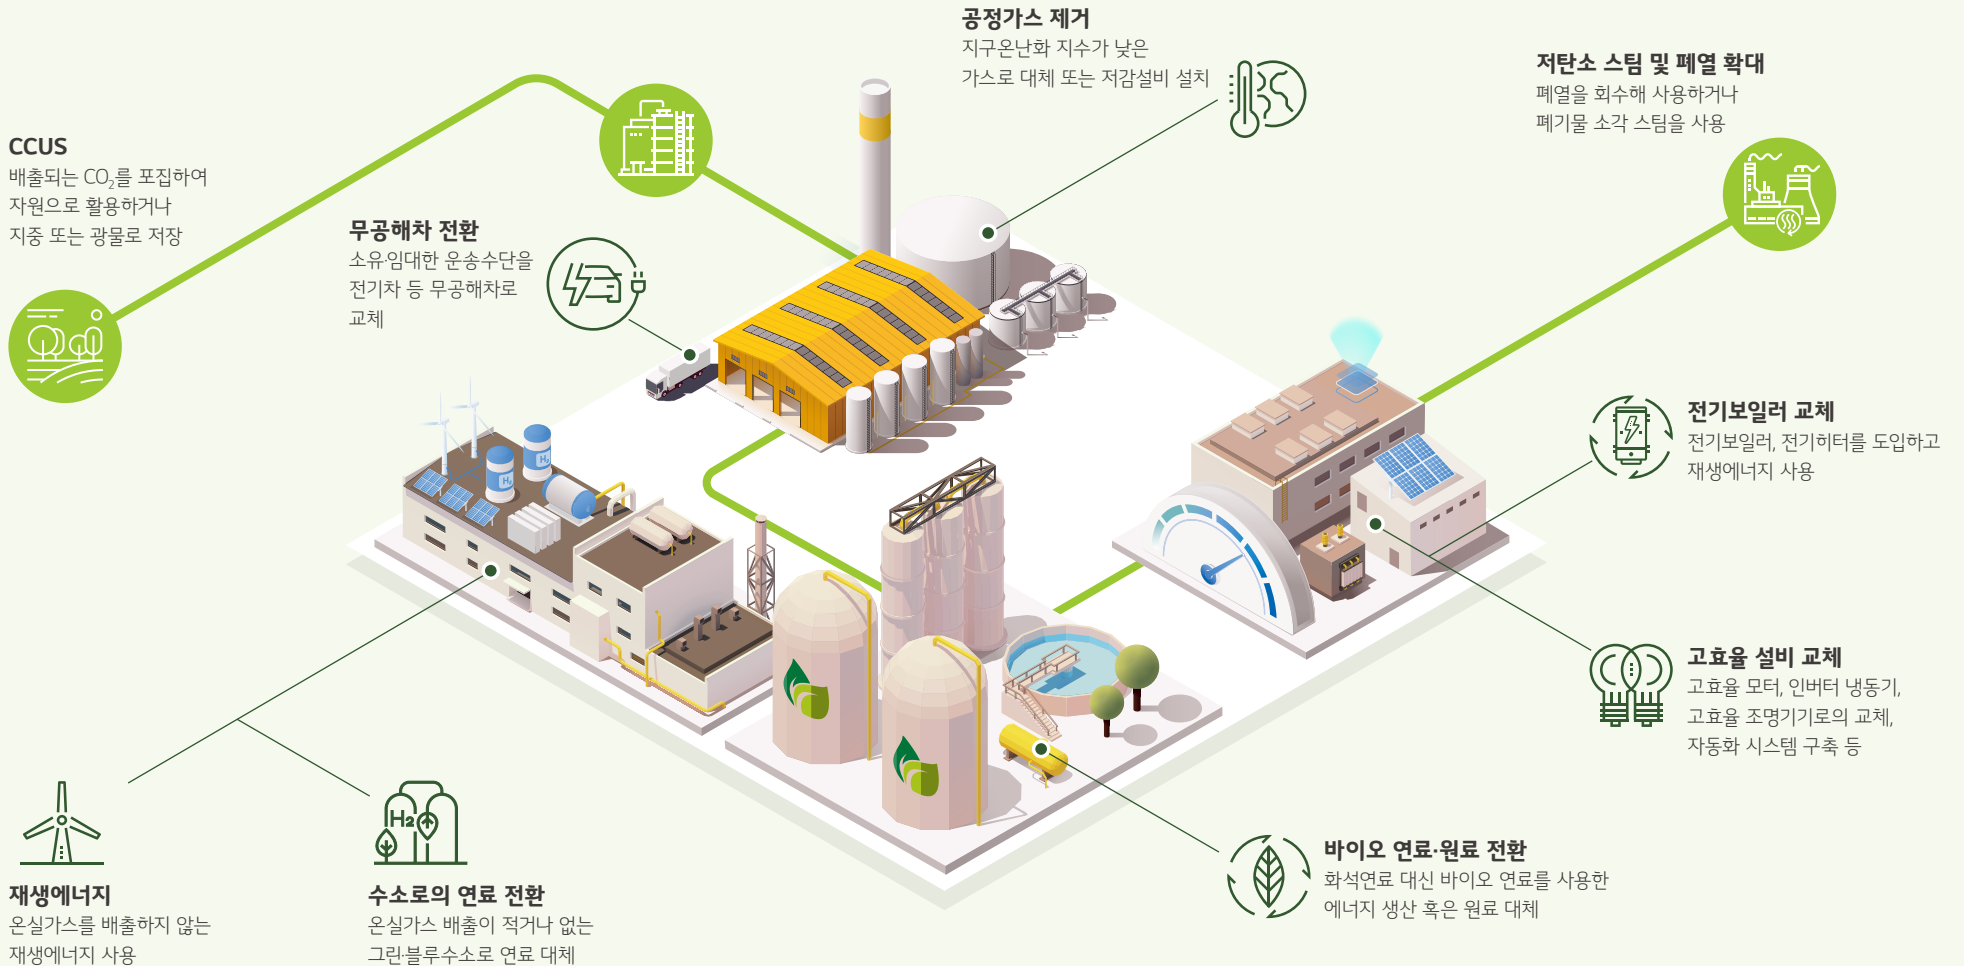 공정가스 제거
지구온난화 지수가 낮은
가스로 대체 또는 저감설비 설치
저탄소 스팀 및 폐열 확대
폐열을 회수해 사용하거나
폐기물 소각 스팀을 사용
CCUS
배출되는 CO₂를 포집하여
자원으로 활용하거나
지중 또는 광물로 저장
무공해차 전환
소유·임대한 운송수단을
전기차 등 무공해차로
교체
전기보일러 교체
전기보일러, 전기히터를 도입하고
재생에너지 사용
H₂
H₂
고효율 설비 교체
고효율 모터, 인버터 냉동기,
고효율 조명기기로의 교체,
자동화 시스템 구축 등
H2
재생에너지
온실가스를 배출하지 않는
재생에너지 사용
수소로의 연료 전환
온실가스 배출이 적거나 없는
그린·블루수소로 연료 대체
바이오 연료·원료 전환
화석연료 대신 바이오 연료를 사용한
에너지 생산 혹은 원료 대체